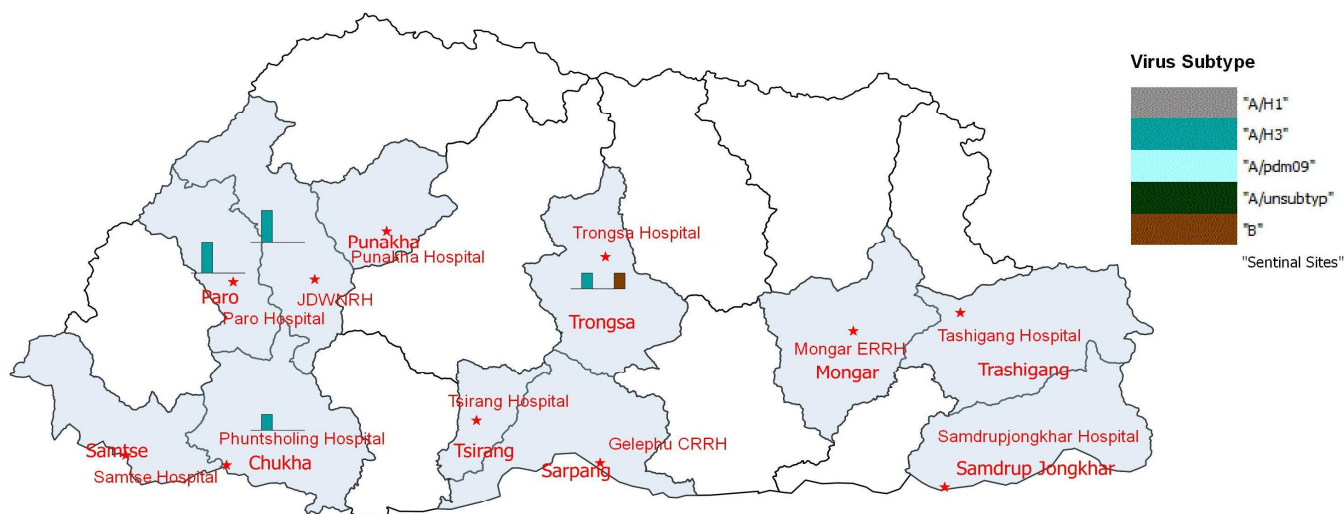 Virus Subtype
"A/H1"
"A/H3"
"A/pdm09"
"A/unsubtyp"
"B"
"Sentinal Sites"
Punakha
Punakha Hospital
Trongsa Hospital
Paro
JDWNRH
Paro Hospital
Trongsa
Tashigang Hospital
Mongar ERRH
Mongar
Trashigang
Tsirang Hospital
Phuntsholing Hospital
Samdrupjongkhar Hospital
Gelephu CRRH
Samtse
Tsirang
Chukha
Sarpang
Samdrup Jongkhar
Samtse Hospital